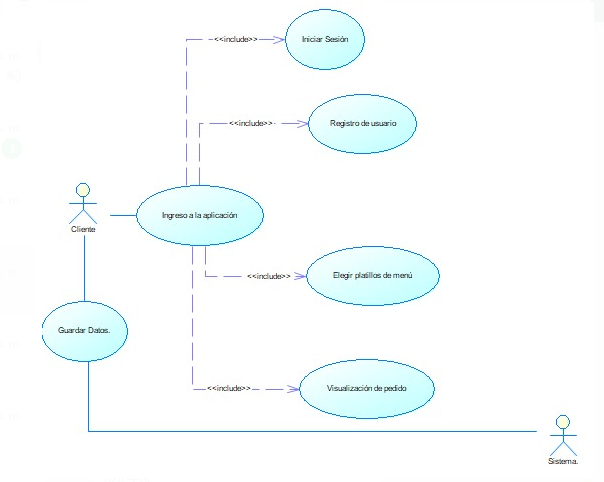 <<include>>
Iniciar Sesión
<<include>>
Registro de usuario
Ingreso a la aplicación
Cliente
<<include>>
Elegir platillos de menú
Guardar Datos.
<<include>>
Visualización de pedido
Sistema.